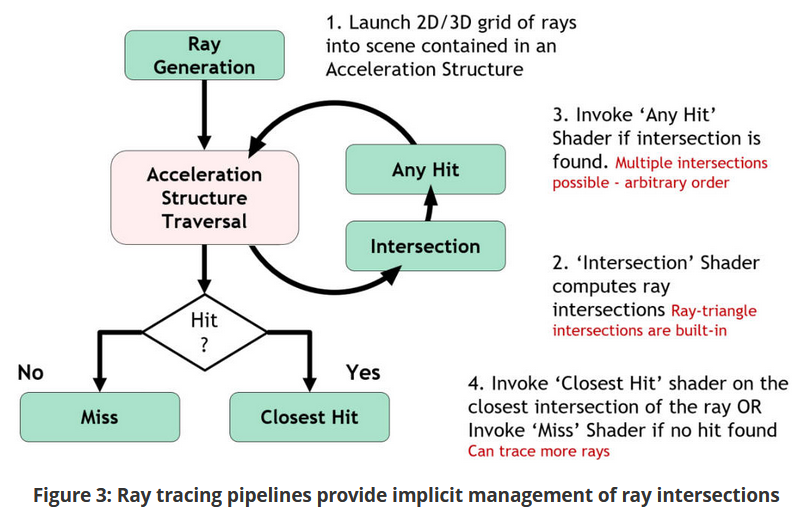 1. Launch 2D/3D grid of rays
into scene contained in an
Acceleration Structure
Ray
Generation
3. Invoke ‘Any Hit’
Shader if intersection is
found. Multiple intersections
possible - arbitrary order
Acceleration
Structure
Traversal
Any Hit
Intersection
2. ‘Intersection’ Shader
computes ray
intersections Ray-triangle
intersections are built-in
Hit
?
No
Yes
Miss
Closest Hit
4. Invoke ‘Closest Hit’ shader on the
closest intersection of the ray OR
Invoke ‘Miss’ Shader if no hit found
Can trace more rays
Figure 3: Ray tracing pipelines provide implicit management of ray intersections